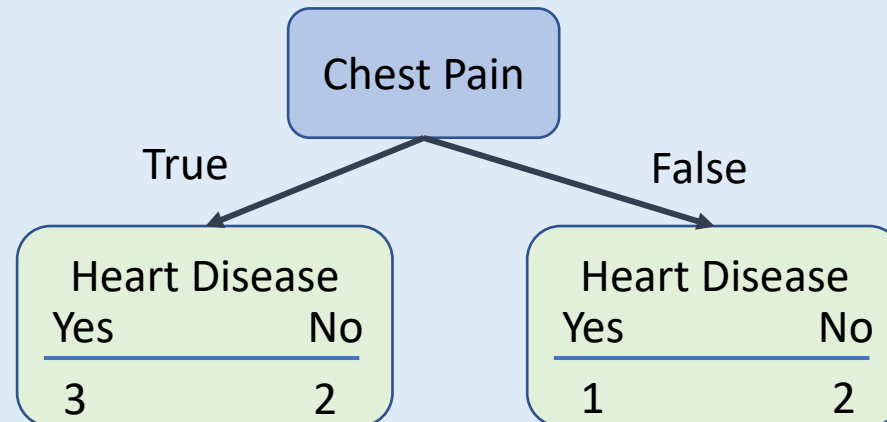 Chest Pain
True
False
Heart Disease
Yes No
3 2
Heart Disease
Yes No
1 2